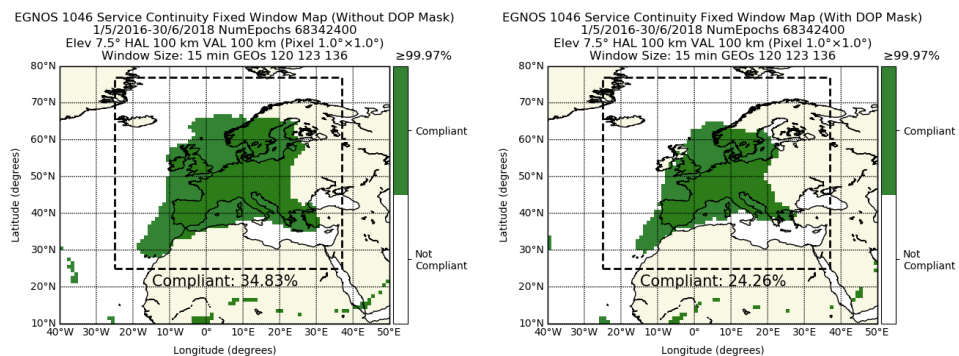 EGNOS 1046 Service Continuity Fixed Window Map (Without DOP Mask)
1/5/2016-30/6/2018 NumEpochs 68342400
Elev 7.5° HAL 100 km VAL 100 km (Pixel 1.0°×1.0°)
Window Size: 15 min GEOs 120 123 136
≥99.97%
80°N
70°N
60°N
50°N
40°N
30°N
20°N
10°N
Latitude (degrees)
Compliant: 34.83%
Compliant
Not
Compliant
40°W 30°W 20°W 10°W 0°E 10°E 20°E 30°E 40°E 50°E
Longitude (degrees)
EGNOS 1046 Service Continuity Fixed Window Map (With DOP Mask)
1/5/2016-30/6/2018 NumEpochs 68342400
Elev 7.5° HAL 100 km VAL 100 km (Pixel 1.0°×1.0°)
Window Size: 15 min GEOs 120 123 136
≥99.97%
80°N
70°N
60°N
50°N
40°N
30°N
20°N
10°N
Latitude (degrees)
Compliant: 24.26%
Compliant
Not
Compliant
40°W 30°W 20°W 10°W 0°E 10°E 20°E 30°E 40°E 50°E
Longitude (degrees)